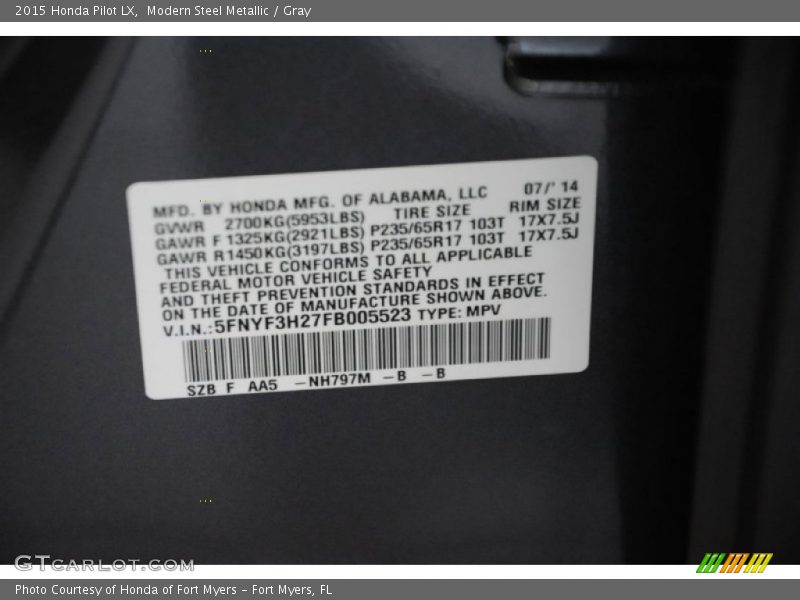 2015 Honda Pilot LX,  Modern Steel Metallic / Gray
MFD. BY HONDA MFG. OF ALABAMA, LLC 07/' 14
GVWR 2700KG(5953LBS) TIRE SIZE RIM SIZE
GAWR F 1325KG(2921LBS) P235/65R17 103T 17X7.5J
GAWR R1450KG(3197LBS) P235/65R17 103T 17X7.5J
THIS VEHICLE CONFORMS TO ALL APPLICABLE
FEDERAL MOTOR VEHICLE SAFETY
AND THEFT PREVENTION STANDARDS IN EFFECT
ON THE DATE OF MANUFACTURE SHOWN ABOVE.
V.I.N.:5FNYF3H27FB005523 TYPE: MPV
SZB F AA5 -NH797M -B -B
GTCARLOT.COM
Photo Courtesy of Honda of Fort Myers - Fort Myers, FL